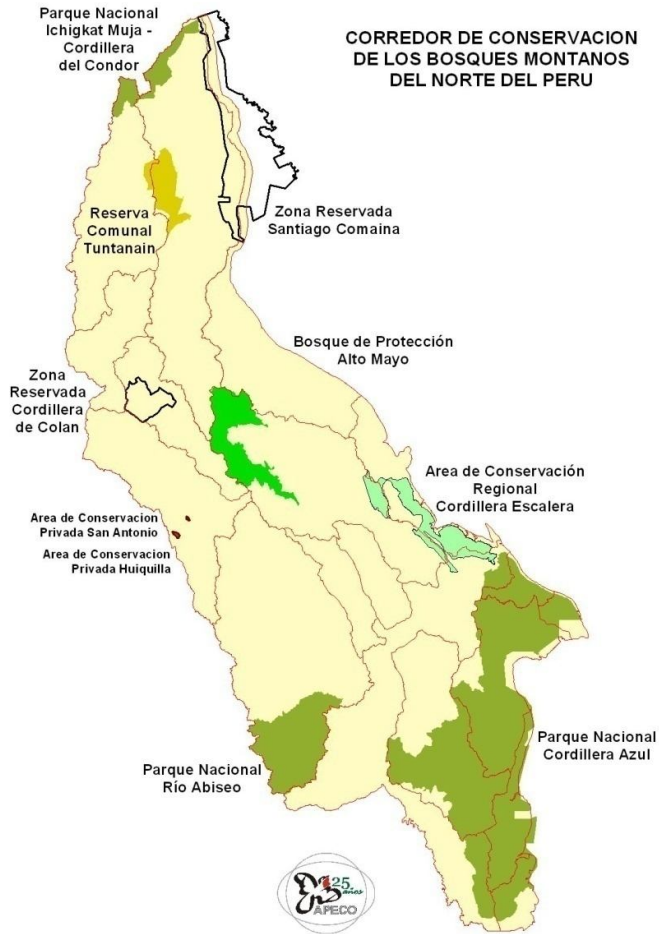 Parque Nacional
Ichigkat Muja -
Cordillera
del Condor
CORREDOR DE CONSERVACION
DE LOS BOSQUES MONTANOS
DEL NORTE DEL PERU
Reserva
Comunal
Tuntanain
Zona Reservada
Santiago Comaina
Bosque de Protección
Alto Mayo
Zona
Reservada
Cordillera
de Colan
Area de Conservación
Regional
Cordillera Escalera
Area de Conservacion
Privada San Antonio
Area de Conservacion
Privada Huiquilla
Parque Nacional
Cordillera Azul
Parque Nacional
Río Abiseo
25
años
APECO